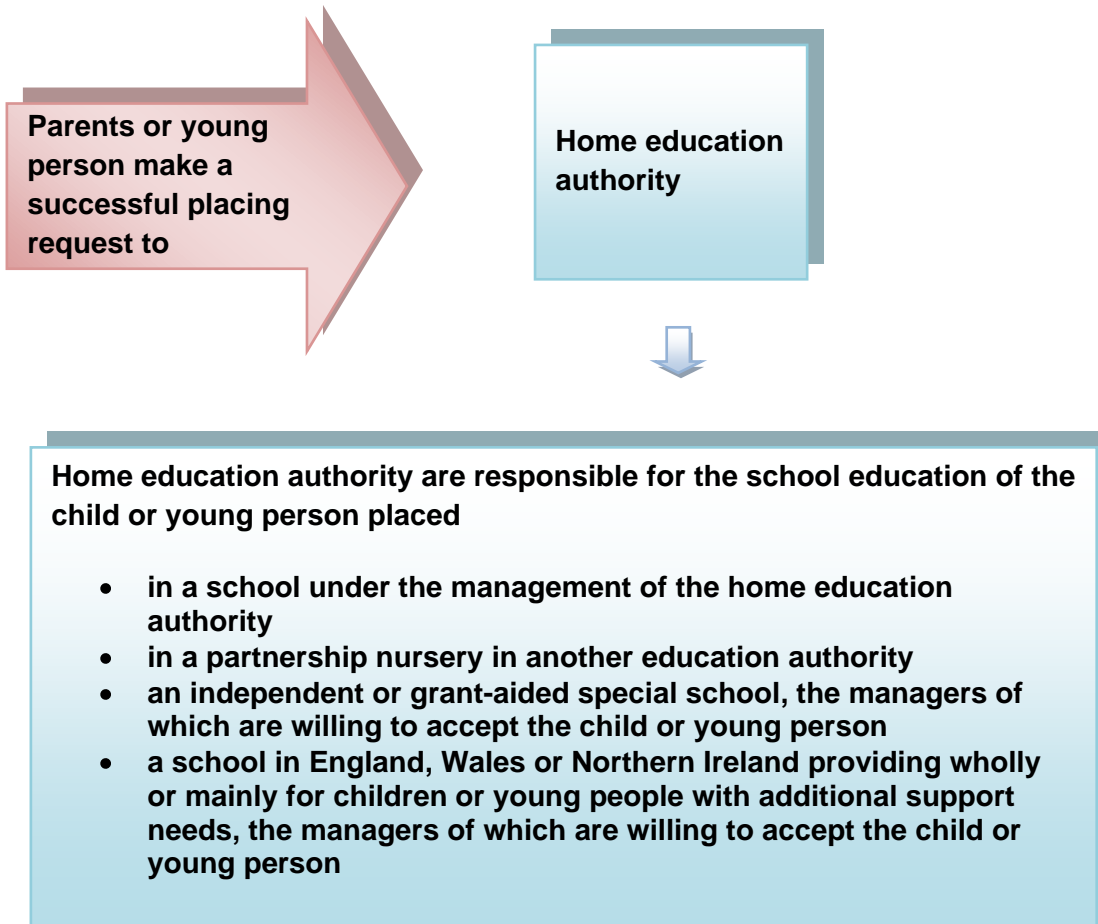 Parents or young
person make a
successful placing
request to
Home education
authority
Home education authority are responsible for the school education of the
child or young person placed
• in a school under the management of the home education
authority
• in a partnership nursery in another education authority
• an independent or grant-aided special school, the managers of
which are willing to accept the child or young person
• a school in England, Wales or Northern Ireland providing wholly
or mainly for children or young people with additional support
needs, the managers of which are willing to accept the child or
young person